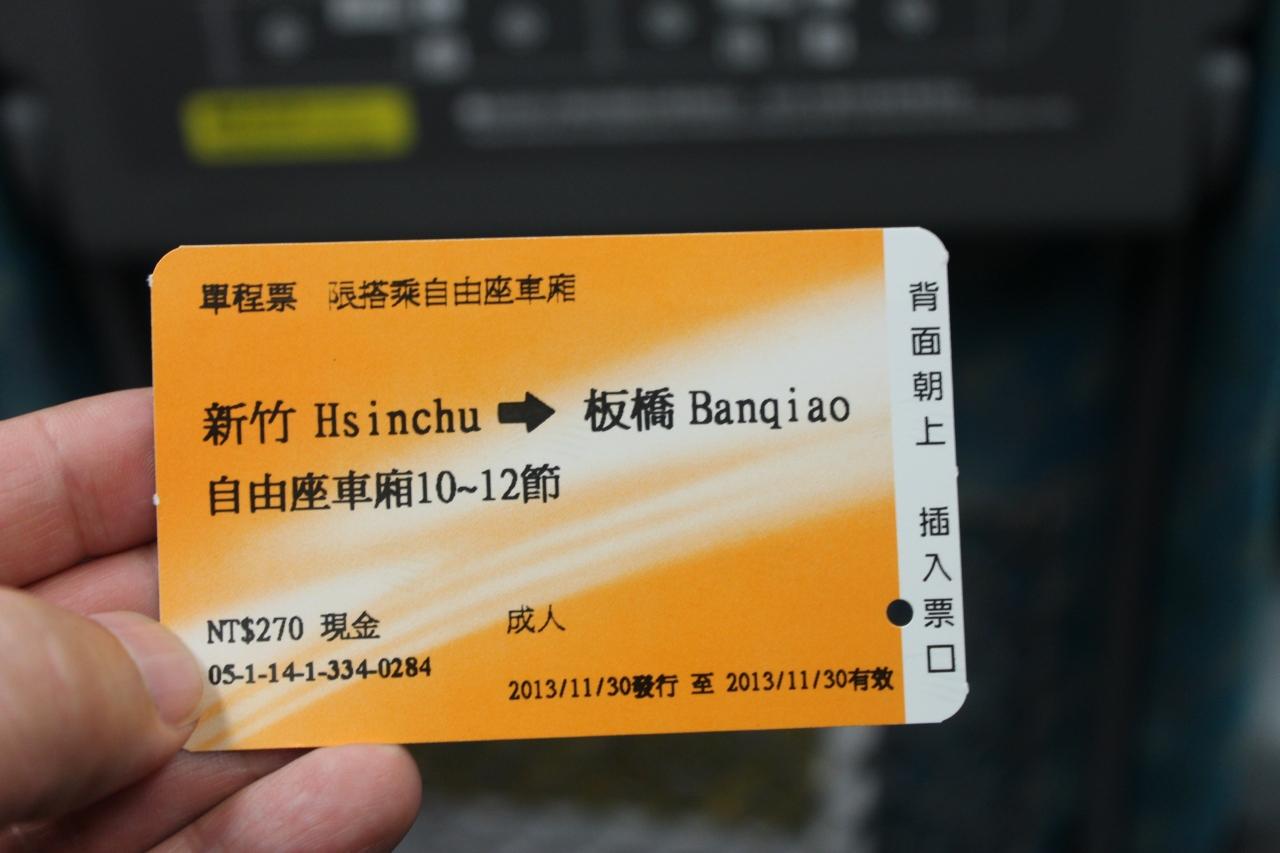 單程票 限搭乘自由座車廂
新竹 Hsinchu ➡ 板橋 Banqiao
自由座車廂10~12節
NT$270 現金
成人
05-1-14-1-334-0284
2013/11/30發行 至 2013/11/30有效
背面朝上 插入票口